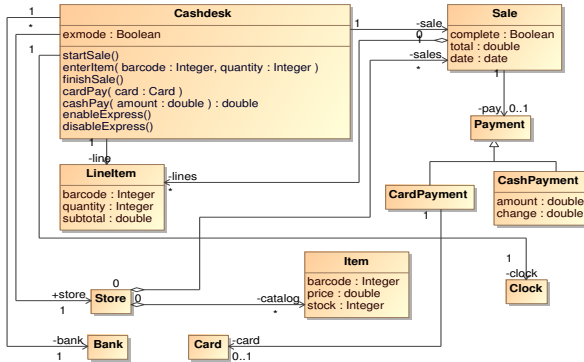 Cashdesk
exmode : Boolean
startSale()
enterItem( barcode : Integer, quantity : Integer )
finishSale()
cardPay( card : Card )
cashPay( amount : double ) : double
enableExpress()
disableExpress()
1
*
1
1
-sale
0
1
-sales
*
Sale
complete : Boolean
total : double
date : date
1
-pay
0..1
Payment
1
-line
LineItem
barcode : Integer
quantity : Integer
subtotal : double
-lines
*
CardPayment
1
CashPayment
amount : double
change : double
Item
barcode : Integer
price : double
stock : Integer
1
-clock
Clock
+store
1
Store
0
0
-catalog
*
-bank
1
Bank
Card
-card
0..1